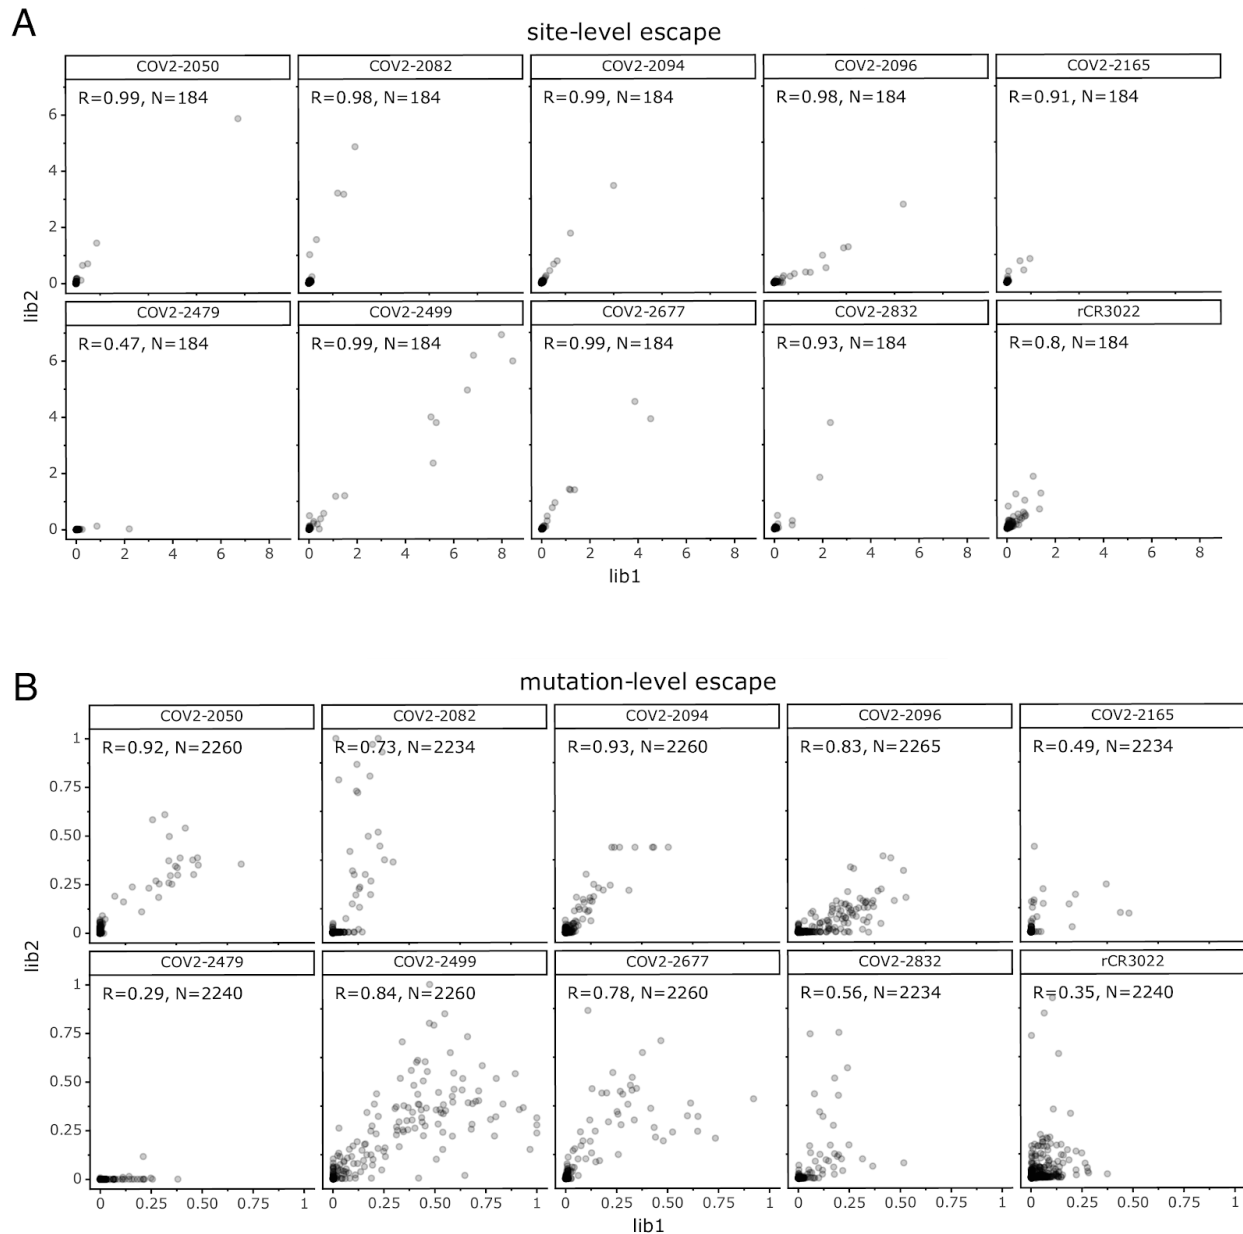 A
site-level escape
COV2-2050 COV2-2082 COV2-2094 COV2-2096 COV2-2165
R=0.99, N=184 R=0.98, N=184 R=0.99, N=184 R=0.98, N=184 R=0.91, N=184
6
4
2
0
lib2
COV2-2479 COV2-2499 COV2-2677 COV2-2832 rCR3022
R=0.47, N=184 R=0.99, N=184 R=0.99, N=184 R=0.93, N=184 R=0.8, N=184
6
4
2
0
0 2 4 6 8 0 2 4 6 8 0 2 4 6 8 0 2 4 6 8 0 2 4 6 8
lib1
B
mutation-level escape
COV2-2050 COV2-2082 COV2-2094 COV2-2096 COV2-2165
1
R=0.92, N=2260 R=0.73, N=2234 R=0.93, N=2260 R=0.83, N=2265 R=0.49, N=2234
0.75
0.50
0.25
0
lib2
COV2-2479 COV2-2499 COV2-2677 COV2-2832 rCR3022
1
R=0.29, N=2240 R=0.84, N=2260 R=0.78, N=2260 R=0.56, N=2234 R=0.35, N=2240
0.75
0.50
0.25
0
0 0.25 0.50 0.75 1 0 0.25 0.50 0.75 1 0 0.25 0.50 0.75 1 0 0.25 0.50 0.75 1 0 0.25 0.50 0.75 1
lib1